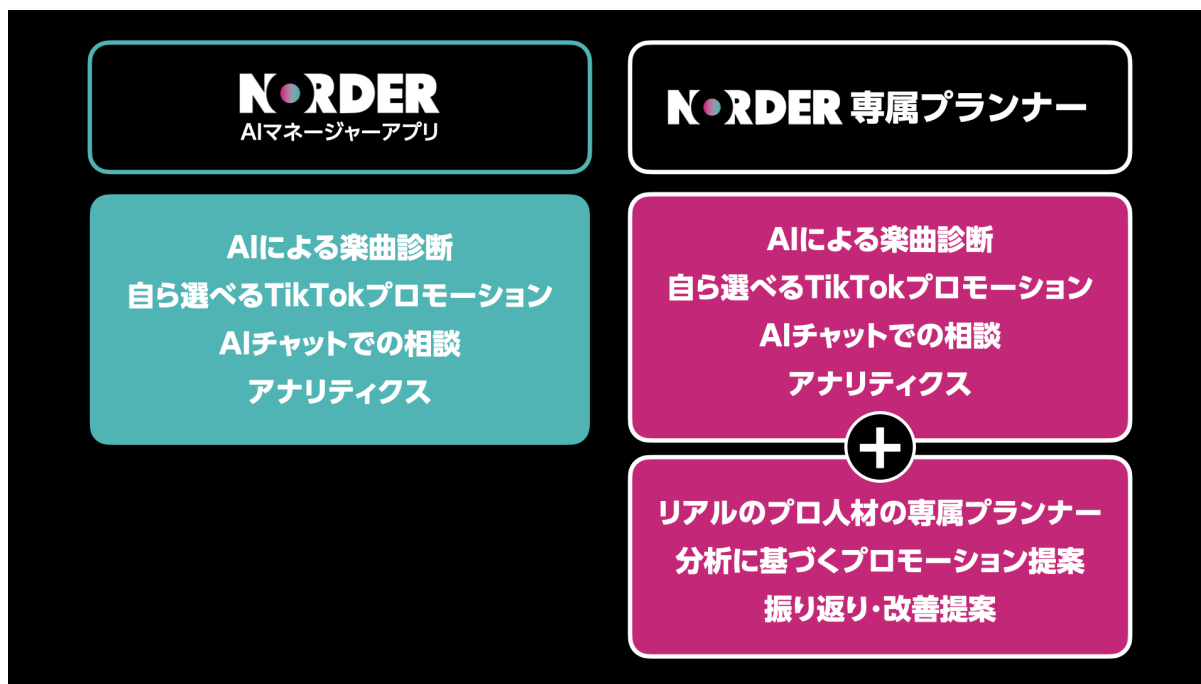 NORDER
AIマネージャーアプリ
AIによる楽曲診断
自ら選べるTikTokプロモーション
AIチャットでの相談
アナリティクス
NORDER 専属プランナー
AIによる楽曲診断
自ら選べるTikTokプロモーション
AIチャットでの相談
アナリティクス
+
リアルのプロ人材の専属プランナー
分析に基づくプロモーション提案
振り返り・改善提案